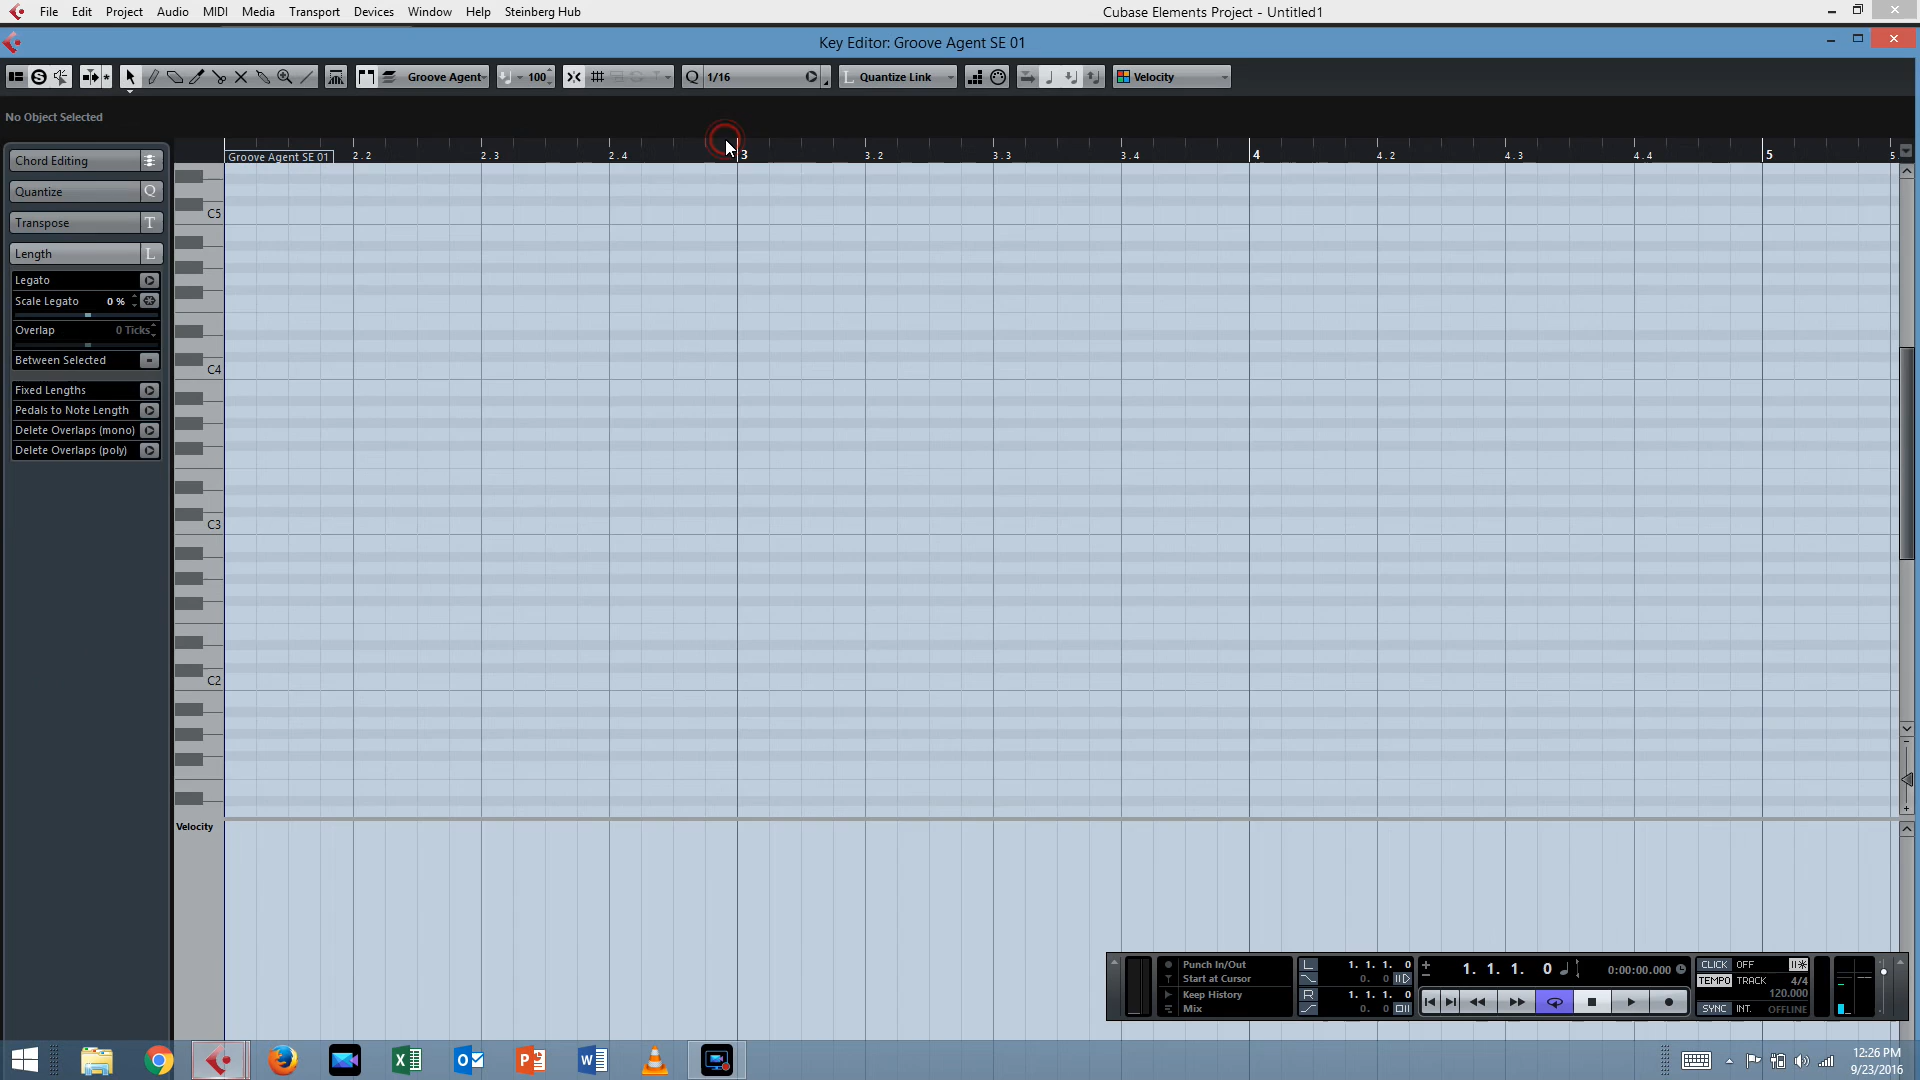 File Edit Project Audio MIDI Media Transport Devices Window Help Steinberg Hub Cubase Elements Project - Untitled1
Key Editor: Groove Agent SE 01
Groove Agent 100 Q 1/16 L Quantize Link Velocity
No Object Selected
Groove Agent SE 01 2.2 2.3 2.4 3 3.2 3.3 3.4 4 4.2 4.3 4.4 5 5.
Chord Editing
Quantize Q
Transpose T
Length L
Legato
Scale Legato 0 %
Overlap 0 Ticks
Between Selected
Fixed Lengths
Pedals to Note Length
Delete Overlaps (mono)
Delete Overlaps (poly)
C5
C4
C3
C2
Velocity
Punch In/Out
Start at Cursor
Keep History
Mix
L 1. 1. 1. 0
0. 0
R 1. 1. 1. 0
0. 0
1. 1. 1. 0 0:00:00.000
CLICK OFF
TEMPO TRACK 4/4
120.000
SYNC INT. OFFLINE
12:26 PM
9/23/2016